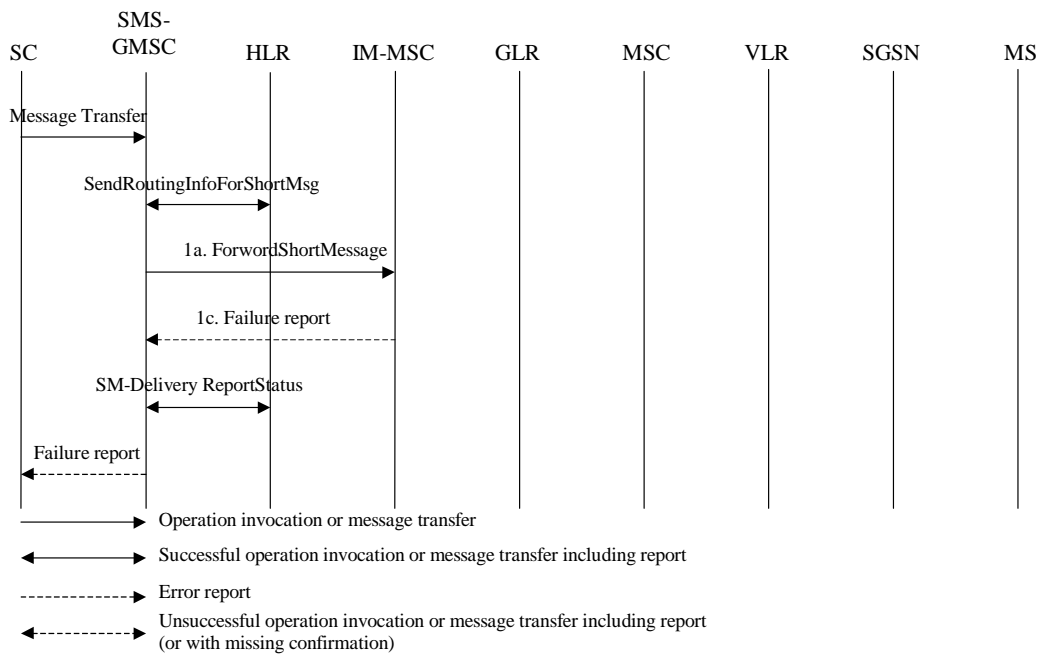 SC
SMS-
GMSC
HLR
IM-MSC
GLR
MSC
VLR
SGSN
MS
Message Transfer
SendRoutingInfoForShortMsg
1a. ForwordShortMessage
1c. Failure report
SM-Delivery ReportStatus
Failure report
Operation invocation or message transfer
Successful operation invocation or message transfer including report
Error report
Unsuccessful operation invocation or message transfer including report
(or with missing confirmation)